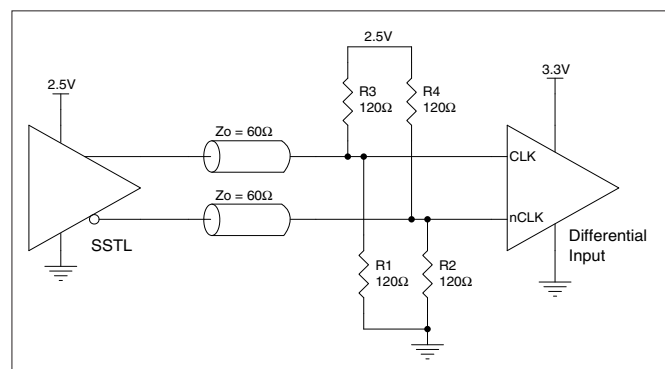 2.5V
2.5V
3.3V
R3
120Ω
R4
120Ω
Zo = 60Ω
CLK
Zo = 60Ω
nCLK
SSTL
Differential
Input
R1
120Ω
R2
120Ω